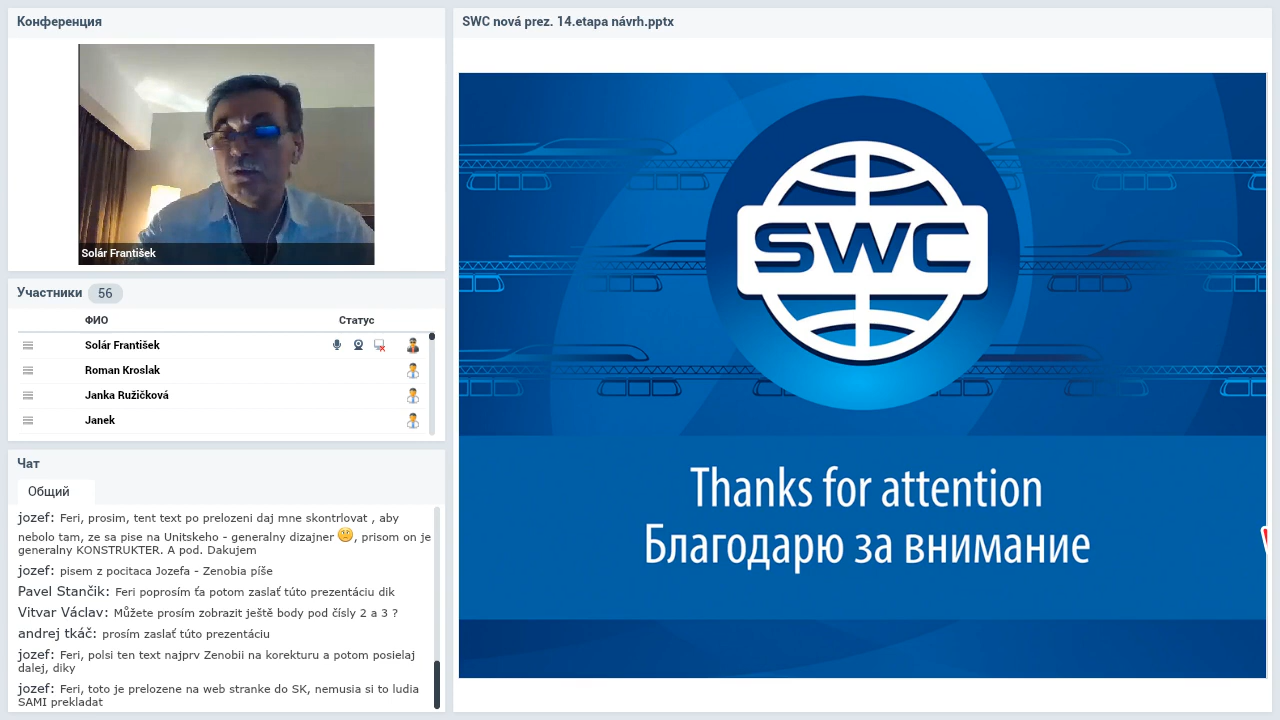 Конференция
Solár František
Участники 56
ФИО Статус
Solár František
Roman Kroslak
Janka Ružičková
Janek
Чат
Общий
jozef: Feri, prosim, tent text po prelozeni daj mne skontrlovat , aby
nebolo tam, ze sa pise na Unitskeho - generalny dizajner , prisom on je
generalny KONSTRUKTER. A pod. Dakujem
jozef: pisem z pocitaca Jozefa - Zenobia píše
Pavel Stančik: Feri poprosím ťa potom zaslať túto prezentáciu dik
Vitvar Václav: Můžete prosím zobrazit ještě body pod čísly 2 a 3 ?
andrej tkáč: prosím zaslať túto prezentáciu
jozef: Feri, polsi ten text najprv Zenobii na korekturu a potom posielaj
dalej, diky
jozef: Feri, toto je prelozene na web stranke do SK, nemusia si to ludia
SAMI prekladat
SWC nová prez. 14.etapa návrh.pptx
SWC
Thanks for attention
Благодарю за внимание